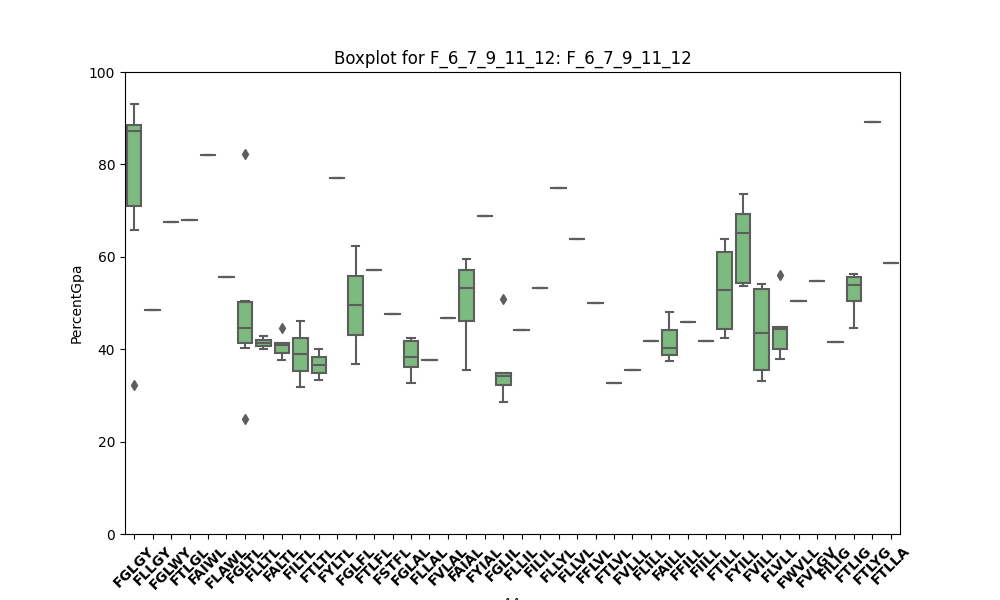 Boxplot for F_6_7_9_11_12: F_6_7_9_11_12
PercentGpa
100
80
60
40
20
0
FGLGY
FLLGY
FGLWY
FTLGL
FAIWL
FLAWL
FGLTL
FLLTL
FALTL
FILTL
FTLTL
FYLTL
FGLFL
FTLFL
FSTFL
FGLAL
FLLAL
FVLAL
FAIAL
FYIAL
FGLIL
FLLIL
FILIL
FLLYL
FLLVL
FFLVL
FTLVL
FVLLL
FLILL
FAILL
FFILL
FIILL
FTILL
FYILL
FVILL
FLVLL
FWVLL
FVLGV
FILIG
FTLIG
FTLYG
FTLLA